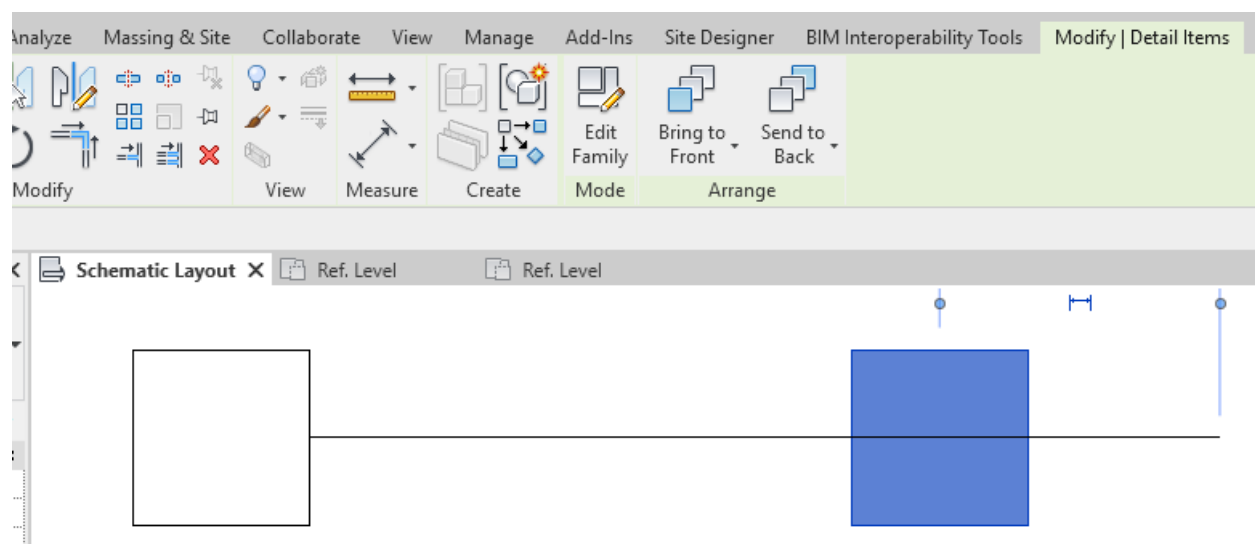 Analyze Massing & Site Collaborate View Manage Add-Ins Site Designer BIM Interoperability Tools Modify | Detail Items
Edit Family
Bring to Front
Send to Back
Modify View Measure Create Mode Arrange
Schematic Layout Ref. Level Ref. Level